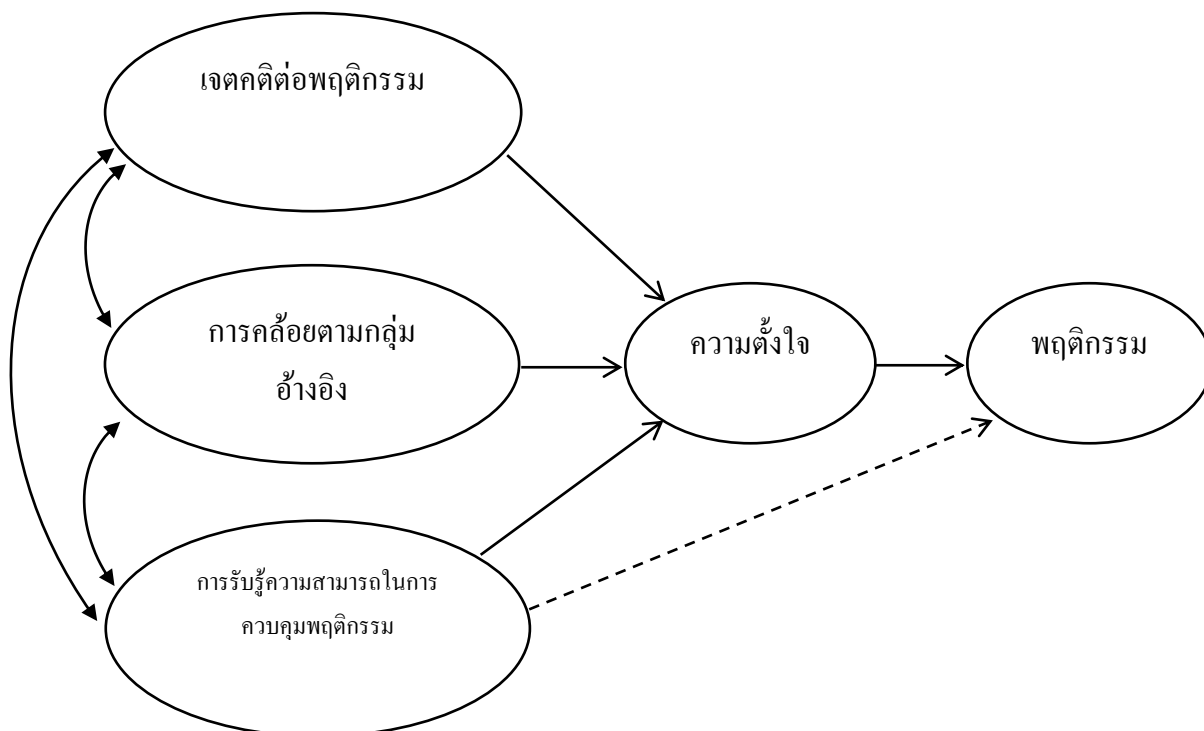 เจตคติต่อพฤติกรรม
การคล้อยตามกลุ่ม
อ้างอิง
ความตั้งใจ
พฤติกรรม
การรับรู้ความสามารถในการ
ควบคุมพฤติกรรม